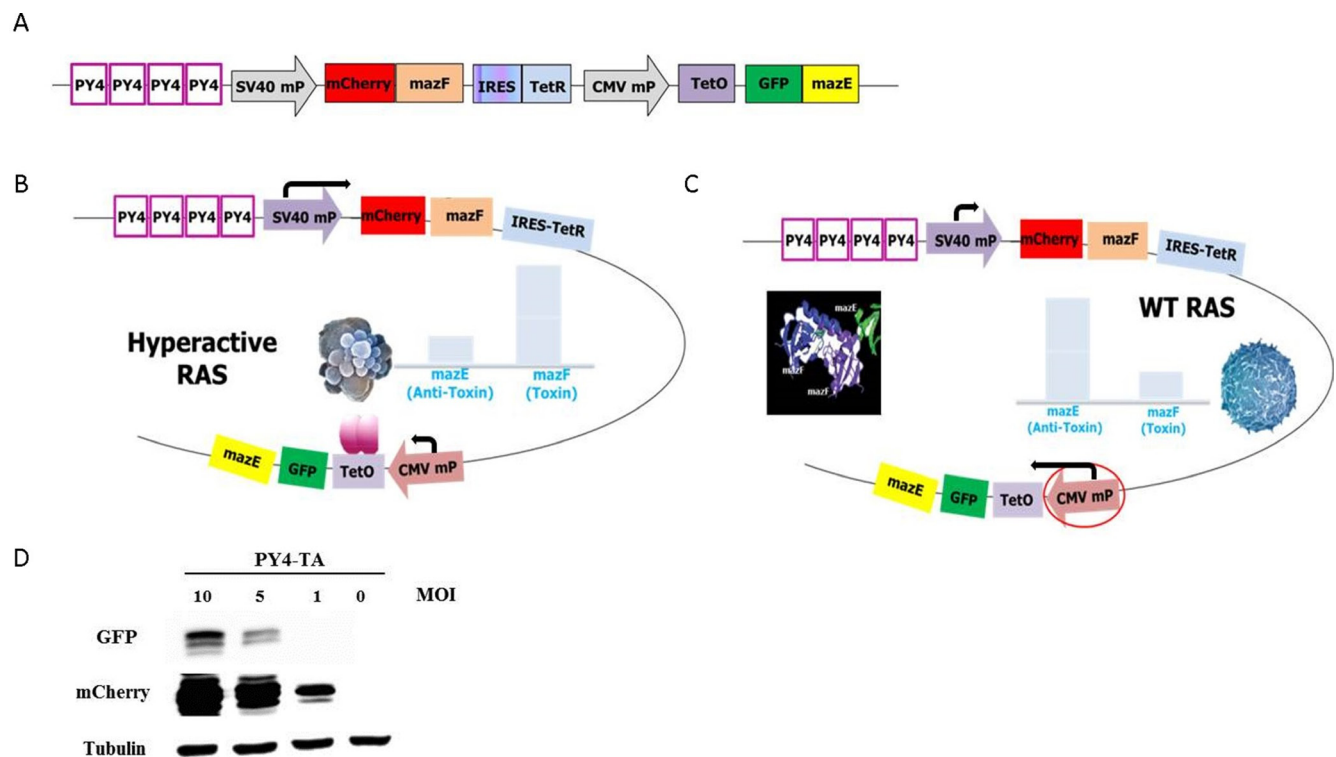 A
PY4 PY4 PY4 PY4 SV40 mP mCherry mazF IRES TetR CMV mP TetO GFP mazE
B
PY4 PY4 PY4 PY4 SV40 mP mCherry mazF IRES-TetR
Hyperactive
RAS
mazE
(Anti-Toxin)
mazF
(Toxin)
mazE GFP TetO CMV mP
C
PY4 PY4 PY4 PY4 SV40 mP mCherry mazF IRES-TetR
mazE
mazF
mazF
WT RAS
mazE
(Anti-Toxin)
mazF
(Toxin)
mazE GFP TetO CMV mP
D
PY4-TA
10 5 1 0 MOI
GFP
mCherry
Tubulin